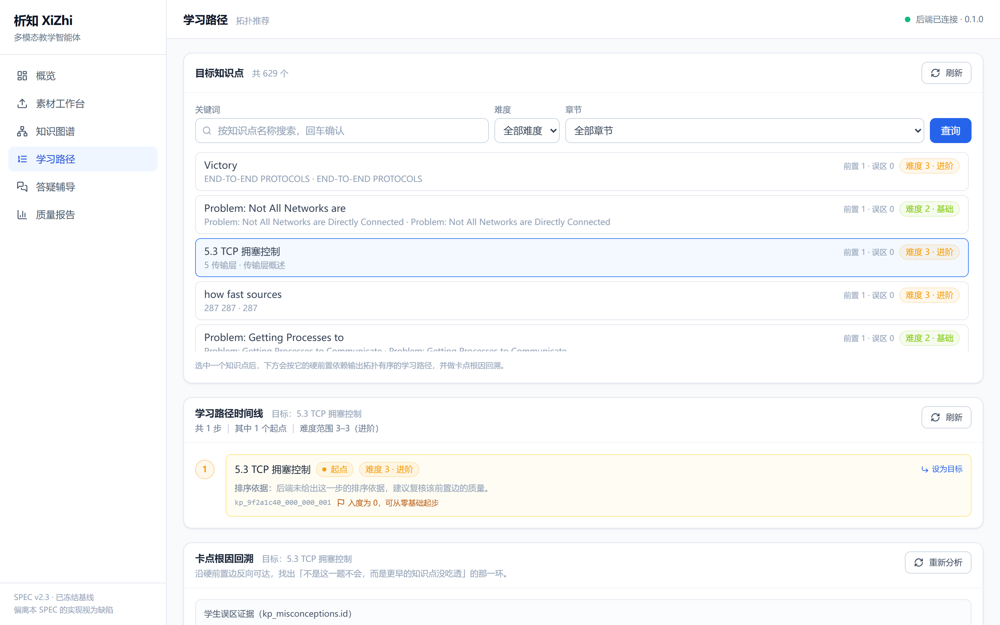 析知 XiZhi
多模态教学智能体
概览
素材工作台
知识图谱
学习路径
答疑辅导
质量报告
SPEC v2.3 · 已冻结基线
偏离本 SPEC 的实现视为缺陷
学习路径 拓扑推荐
后端已连接 · 0.1.0
目标知识点 共 629 个
刷新
关键词 难度 章节
按知识点名称搜索，回车确认 全部难度 全部章节 查询
Victory 前置 1 · 误区 0 难度 3 · 进阶
END-TO-END PROTOCOLS · END-TO-END PROTOCOLS
Problem: Not All Networks are 前置 1 · 误区 0 难度 2 · 基础
Problem: Not All Networks are Directly Connected · Problem: Not All Networks are Directly Connected
5.3 TCP 拥塞控制 前置 1 · 误区 0 难度 3 · 进阶
5 传输层 · 传输层概述
how fast sources 前置 1 · 误区 0 难度 3 · 进阶
287 287 · 287
Problem: Getting Processes to 前置 1 · 误区 0 难度 2 · 基础
Problem: Getting Processes to Communicate · Problem: Getting Processes to Communicate
选中一个知识点后，下方会按它的硬前置依赖输出拓扑有序的学习路径，并做卡点根因回溯。
学习路径时间线 目标：5.3 TCP 拥塞控制
刷新
共 1 步 | 其中 1 个起点 | 难度范围 3–3（进阶）
1
5.3 TCP 拥塞控制 起点 难度 3 · 进阶 设为目标
排序依据：后端未给出这一步的排序依据，建议复核该前置边的质量。
kp_9f2a1c40_000_000_001 入度为 0，可从零基础起步
卡点根因回溯 目标：5.3 TCP 拥塞控制
重新分析
沿硬前置边反向可达，找出「不是这一题不会，而是更早的知识点没吃透」的那一环。
学生误区证据（kp_misconceptions.id）